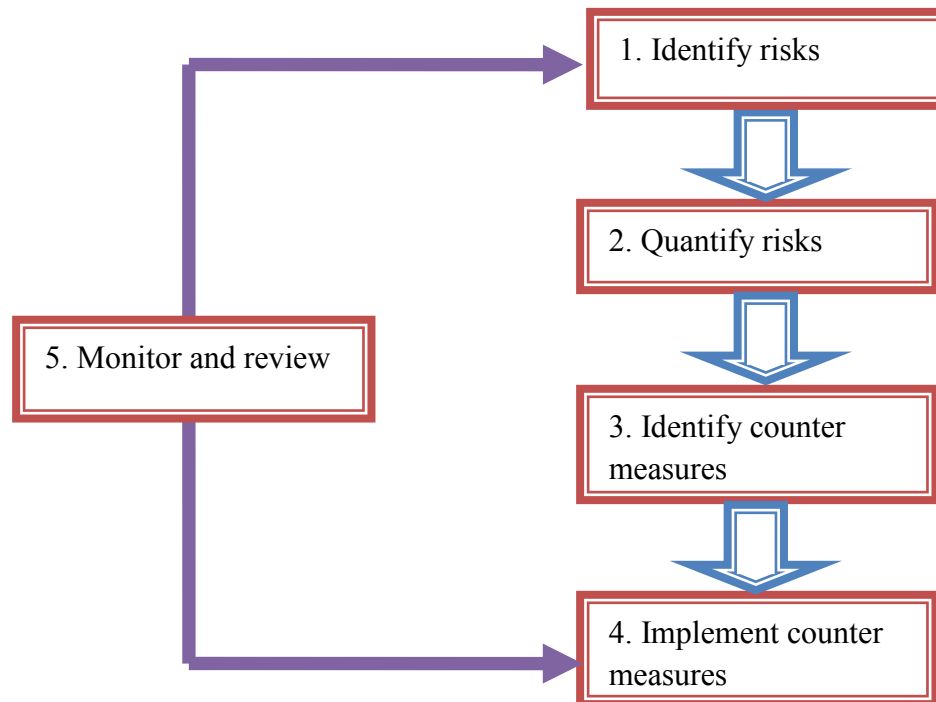 1. Identify risks
2. Quantify risks
5. Monitor and review
3. Identify counter
measures
4. Implement counter
measures